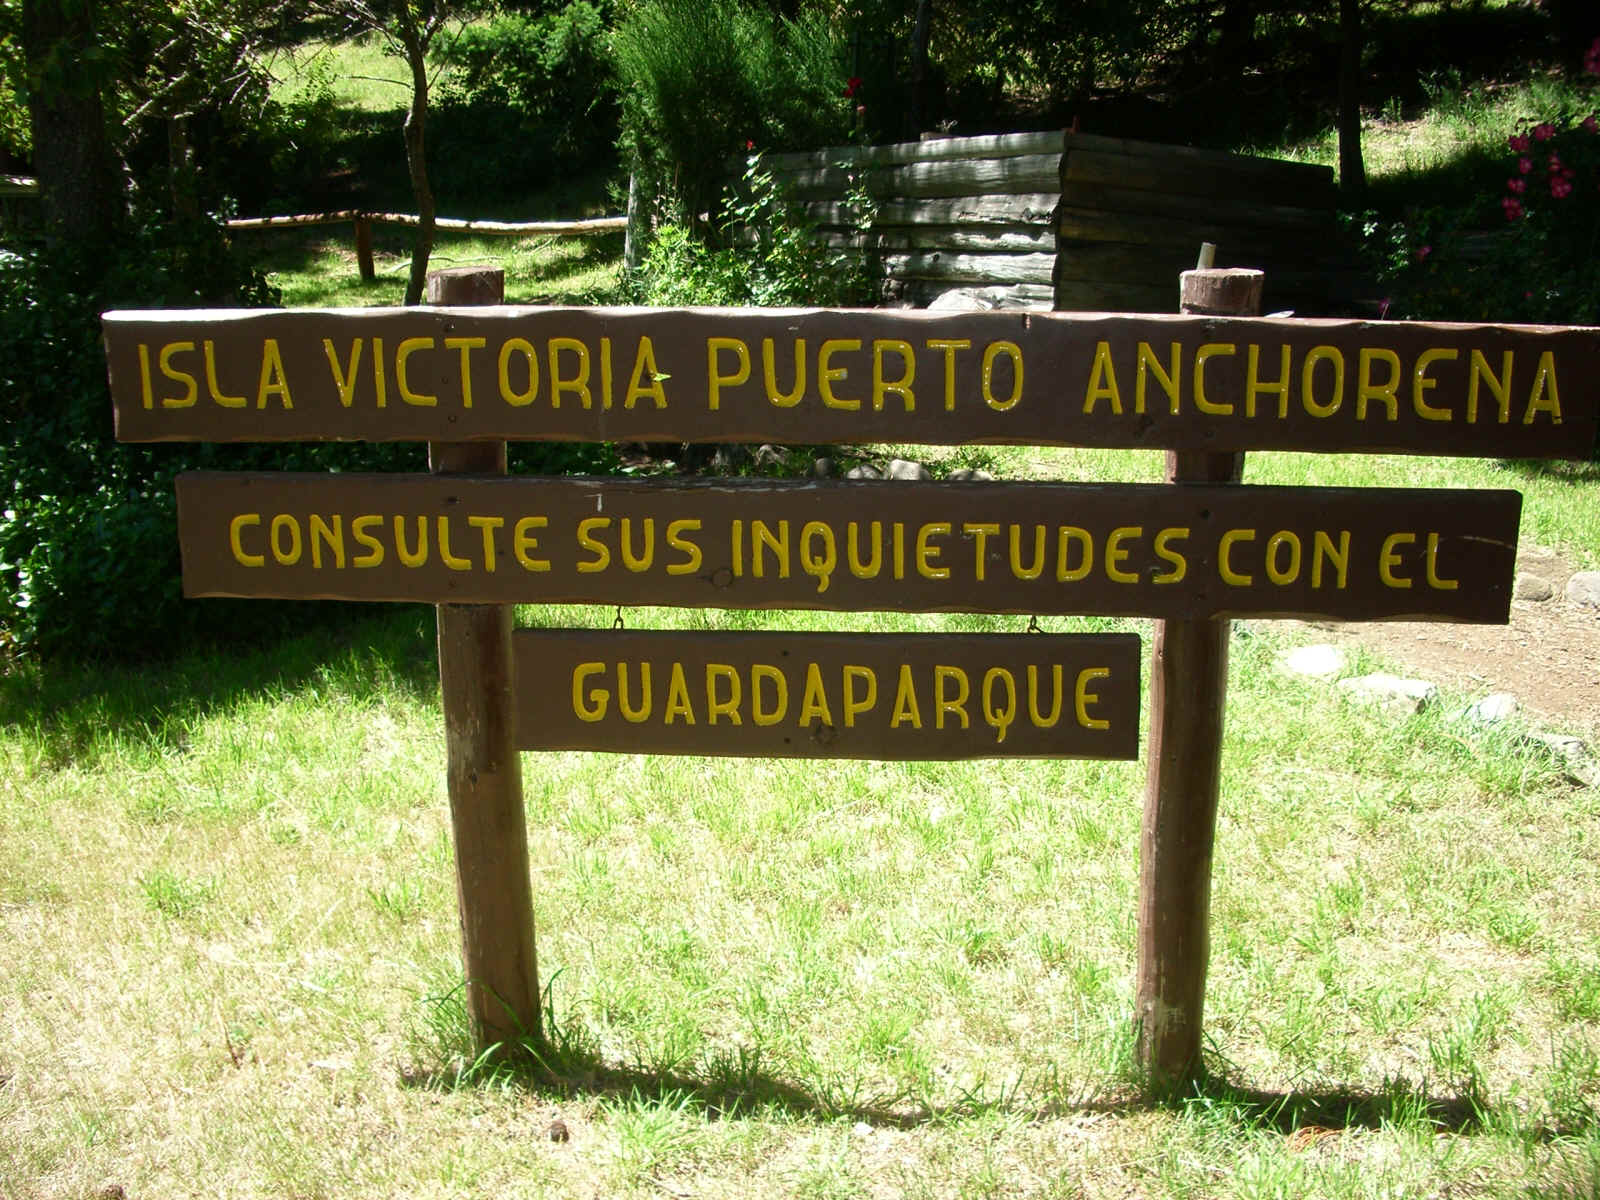 ISLA VICTORIA PUERTO ANCHORENA
CONSULTE SUS INQUIETUDES CON EL
GUARDAPARQUE